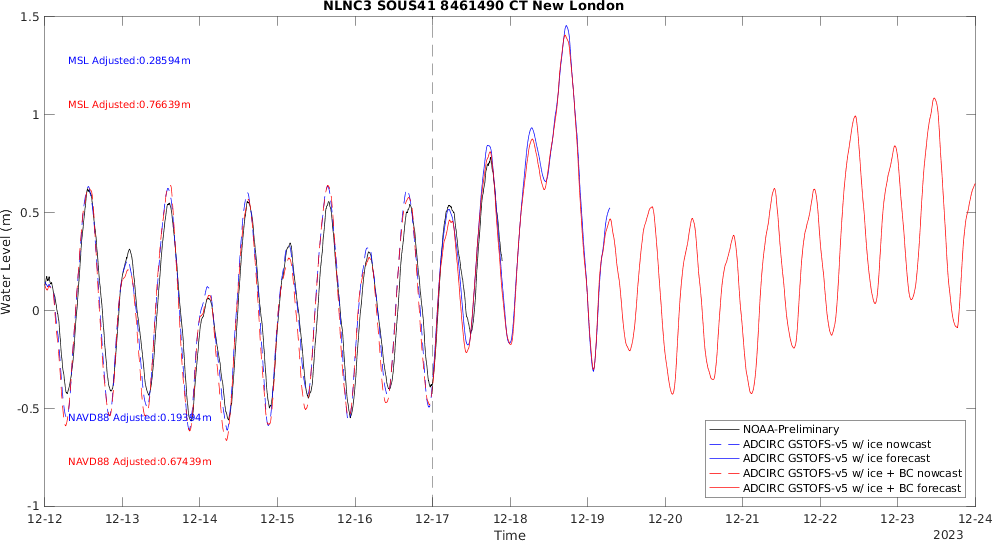 NLNC3 SOUS41 8461490 CT New London
1.5
1
0.5
0
-0.5
-1
Water Level (m)
MSL Adjusted:0.28594m
MSL Adjusted:0.76639m
NAVD88 Adjusted:0.19394m
NAVD88 Adjusted:0.67439m
NOAA-Preliminary
ADCIRC GSTOFS-v5 w/ ice nowcast
ADCIRC GSTOFS-v5 w/ ice forecast
ADCIRC GSTOFS-v5 w/ ice + BC nowcast
ADCIRC GSTOFS-v5 w/ ice + BC forecast
12-12 12-13 12-14 12-15 12-16 12-17 12-18 12-19 12-20 12-21 12-22 12-23 12-24
Time
2023